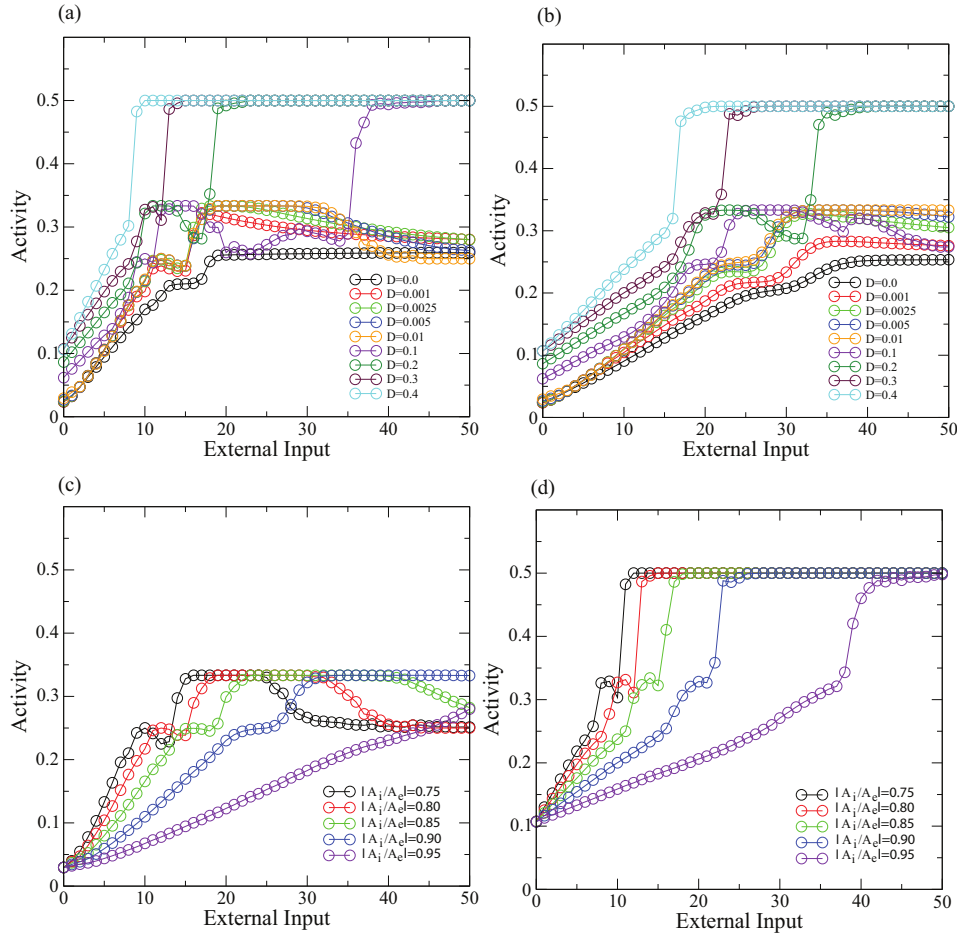 (a)
Activity
0.5
0.4
0.3
0.2
0.1
0
0 10 20 30 40 50
External Input
D=0.0
D=0.001
D=0.0025
D=0.005
D=0.01
D=0.1
D=0.2
D=0.3
D=0.4
(b)
Activity
0.5
0.4
0.3
0.2
0.1
0
0 10 20 30 40 50
External Input
D=0.0
D=0.001
D=0.0025
D=0.005
D=0.01
D=0.1
D=0.2
D=0.3
D=0.4
(c)
Activity
0.5
0.4
0.3
0.2
0.1
0
0 10 20 30 40 50
External Input
|A_i/A_e|=0.75
|A_i/A_e|=0.80
|A_i/A_e|=0.85
|A_i/A_e|=0.90
|A_i/A_e|=0.95
(d)
Activity
0.5
0.4
0.3
0.2
0.1
0
0 10 20 30 40 50
External Input
|A_i/A_e|=0.75
|A_i/A_e|=0.80
|A_i/A_e|=0.85
|A_i/A_e|=0.90
|A_i/A_e|=0.95